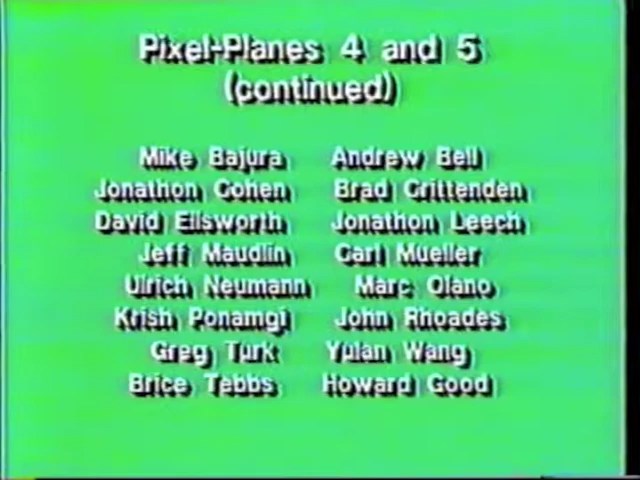 Pixel-Planes 4 and 5
(continued)
Mike Bajura Andrew Bell
Jonathon Cohen Brad Crittenden
David Ellsworth Jonathon Leech
Jeff Maudlin Carl Mueller
Ulrich Neumann Marc Olano
Krish Ponamgi John Rhoades
Greg Turk Yulan Wang
Brice Tebbs Howard Good